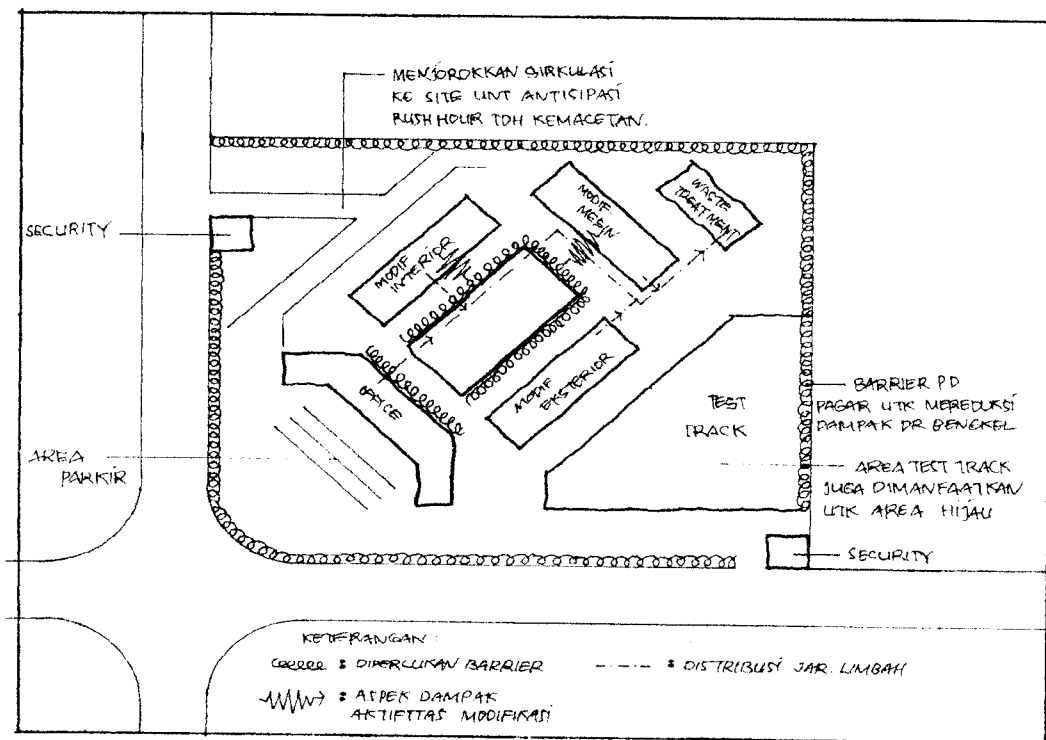 MENJOROKKAN SIRKULASI
KE SITE UNT ANTISIPASI
RUSH HOUR TDH KEMACETAN.
SECURITY
MODIF
INTERIOR
MODIF
MESIN
WASTE
TREATMENT
OFFICE
MODIF
EKSTERIOR
TEST
TRACK
BARRIER PD
PAGAR UTK MEREDUKSI
DAMPAK DR BENGKEL
AREA
PARKIR
AREA TEST TRACK
JUGA DIMANFAATKAN
UTK AREA HIJAU
SECURITY
KETERANGAN :
: DIPERLUKAN BARRIER
: DISTRIBUSI JAR. LIMBAH
: ASPEK DAMPAK
AKTIFITAS MODIFIKASI